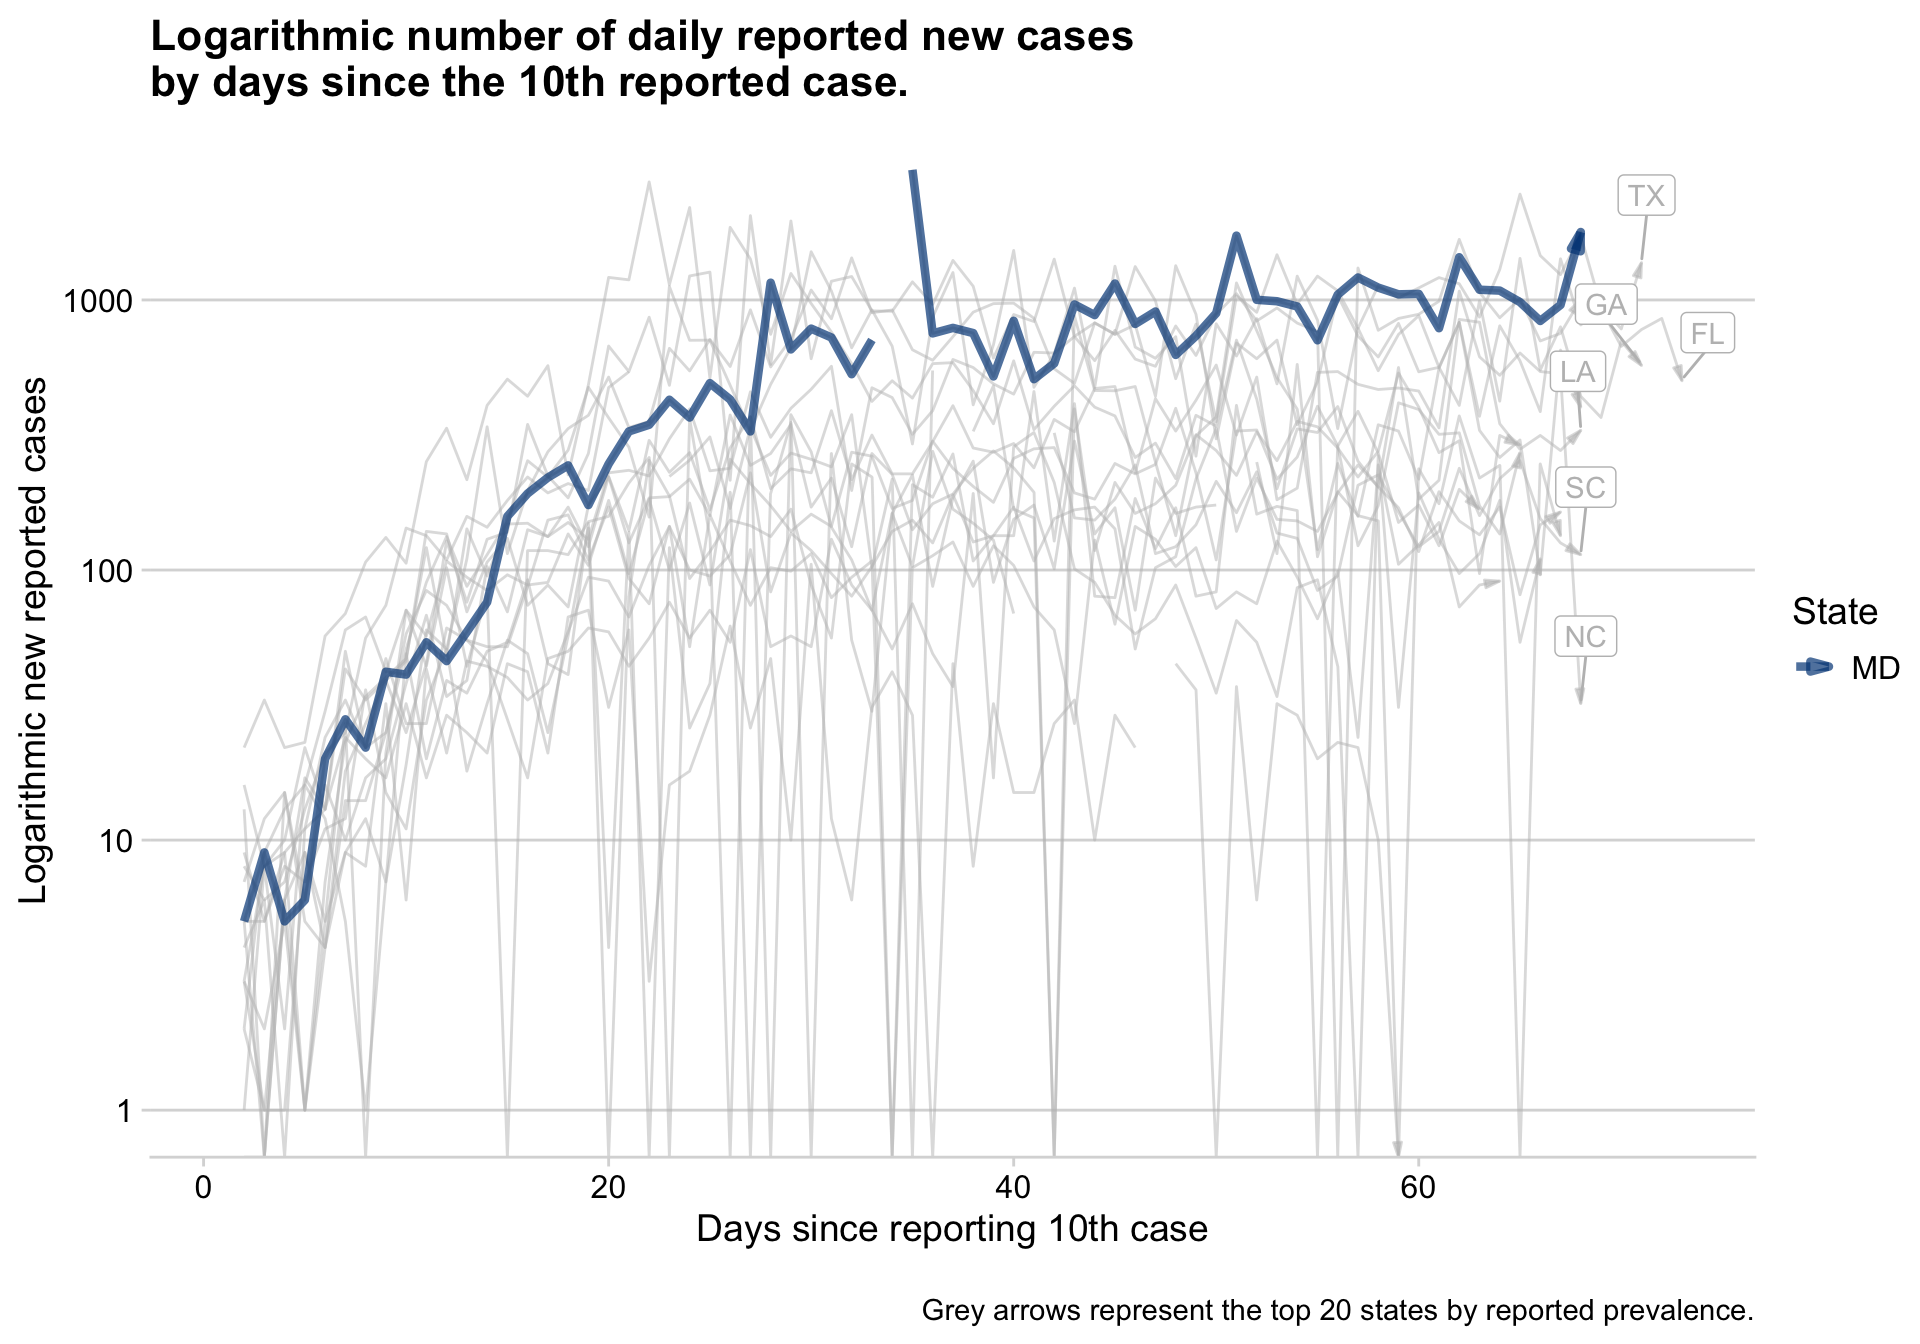 Logarithmic number of daily reported new cases
by days since the 10th reported case.
Logarithmic new reported cases
1000
100
10
1
TX
GA
FL
LA
SC
NC
State
MD
0
20
40
60
Days since reporting 10th case
Grey arrows represent the top 20 states by reported prevalence.